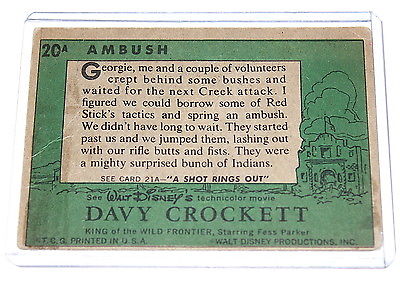 20A AMBUSH
Georgie, me and a couple of volunteers
crept behind some bushes and
waited for the next Creek attack. I
figured we could borrow some of Red
Stick's tactics and spring an ambush.
We didn't have long to wait. They started
past us and we jumped them, lashing out
with our rifle butts and fists. They were
a mighty surprised bunch of Indians.
SEE CARD 21A—"A SHOT RINGS OUT"
See WALT DISNEY'S technicolor movie
DAVY CROCKETT
KING of the WILD FRONTIER, Starring Fess Parker
©T.C.G. PRINTED IN U.S.A. ©WALT DISNEY PRODUCTIONS, INC.